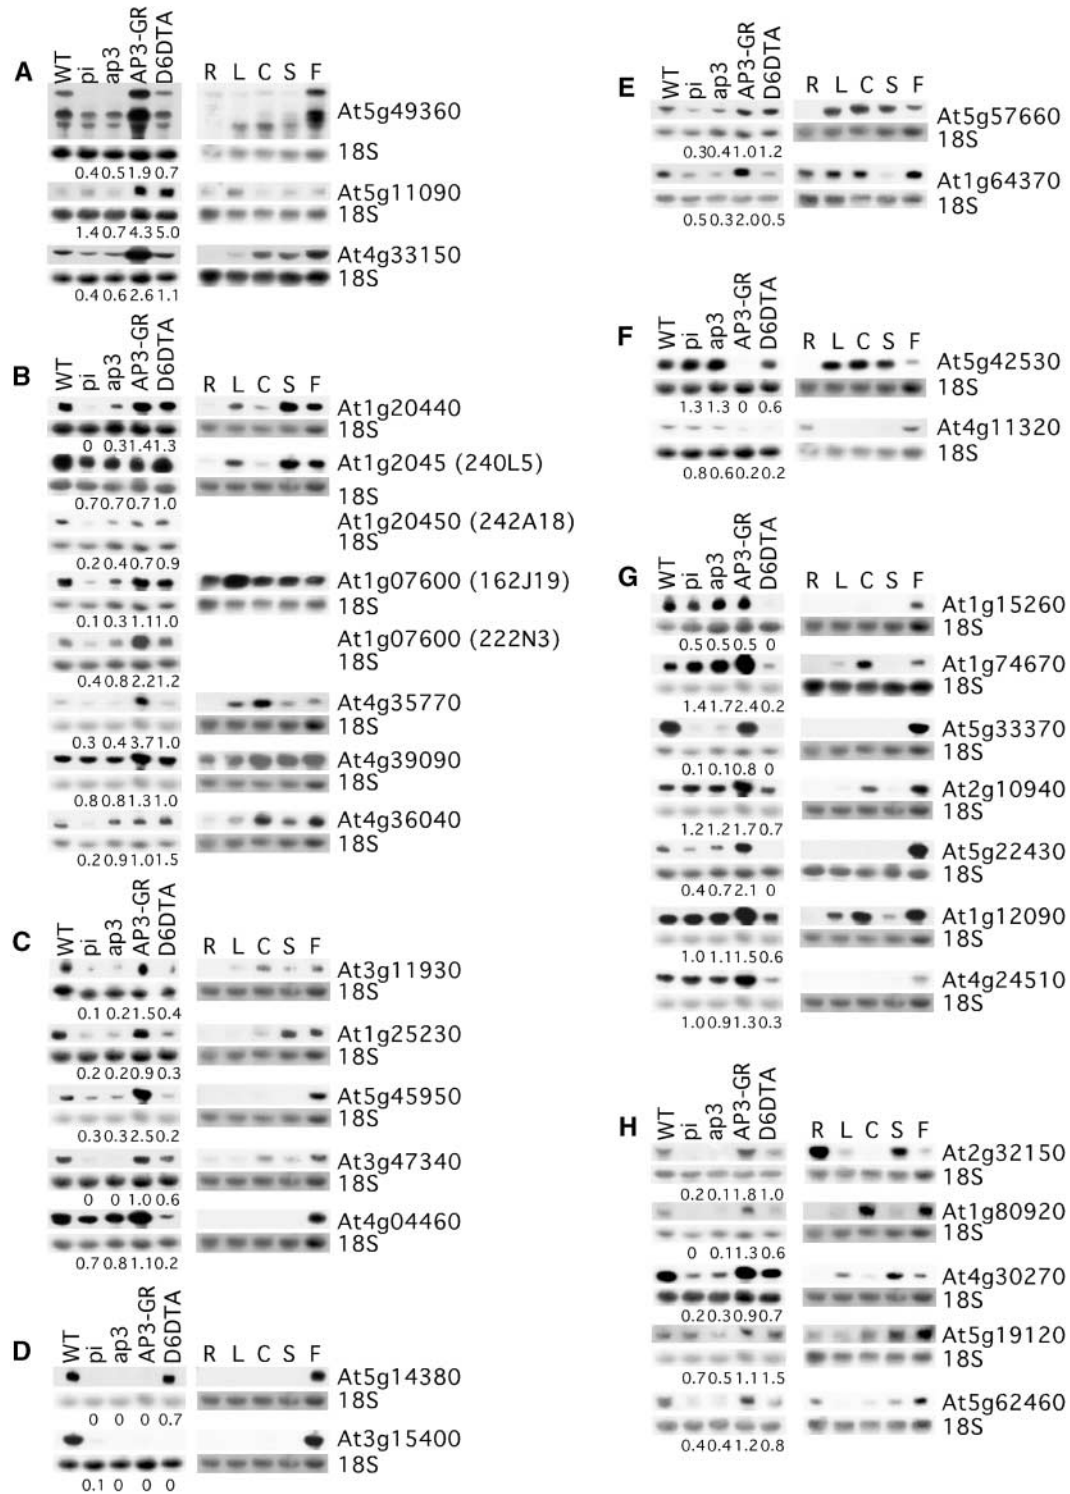 A
WT pi ap3 AP3-GR D6DTA
R L C S F
At5g49360
18S
0.4 0.5 1.9 0.7
At5g11090
18S
1.4 0.7 4.3 5.0
At4g33150
18S
0.4 0.6 2.6 1.1
B
WT pi ap3 AP3-GR D6DTA
R L C S F
At1g20440
18S
0 0.3 1.4 1.3
At1g2045 (240L5)
18S
0.7 0.7 0.7 1.0
At1g20450 (242A18)
18S
0.2 0.4 0.7 0.9
At1g07600 (162J19)
18S
0.1 0.3 1.1 1.0
At1g07600 (222N3)
18S
0.4 0.8 2.2 1.2
At4g35770
18S
0.3 0.4 3.7 1.0
At4g39090
18S
0.8 0.8 1.3 1.0
At4g36040
18S
0.2 0.9 1.0 1.5
C
WT pi ap3 AP3-GR D6DTA
R L C S F
At3g11930
18S
0.1 0.2 1.5 0.4
At1g25230
18S
0.2 0.2 0.9 0.3
At5g45950
18S
0.3 0.3 2.5 0.2
At3g47340
18S
0 0 1.0 0.6
At4g04460
18S
0.7 0.8 1.1 0.2
D
WT pi ap3 AP3-GR D6DTA
R L C S F
At5g14380
18S
0 0 0 0.7
At3g15400
18S
0.1 0 0 0
E
WT pi ap3 AP3-GR D6DTA
R L C S F
At5g57660
18S
0.3 0.4 1.0 1.2
At1g64370
18S
0.5 0.3 2.0 0.5
F
WT pi ap3 AP3-GR D6DTA
R L C S F
At5g42530
18S
1.3 1.3 0 0.6
At4g11320
18S
0.8 0.6 0.2 0.2
G
WT pi ap3 AP3-GR D6DTA
R L C S F
At1g15260
18S
0.5 0.5 0.5 0
At1g74670
18S
1.4 1.7 2.4 0.2
At5g33370
18S
0.1 0.1 0.8 0
At2g10940
18S
1.2 1.2 1.7 0.7
At5g22430
18S
0.4 0.7 2.1 0
At1g12090
18S
1.0 1.1 1.5 0.6
At4g24510
18S
1.0 0.9 1.3 0.3
H
WT pi ap3 AP3-GR D6DTA
R L C S F
At2g32150
18S
0.2 0.1 1.8 1.0
At1g80920
18S
0 0.1 1.3 0.6
At4g30270
18S
0.2 0.3 0.9 0.7
At5g19120
18S
0.7 0.5 1.1 1.5
At5g62460
18S
0.4 0.4 1.2 0.8